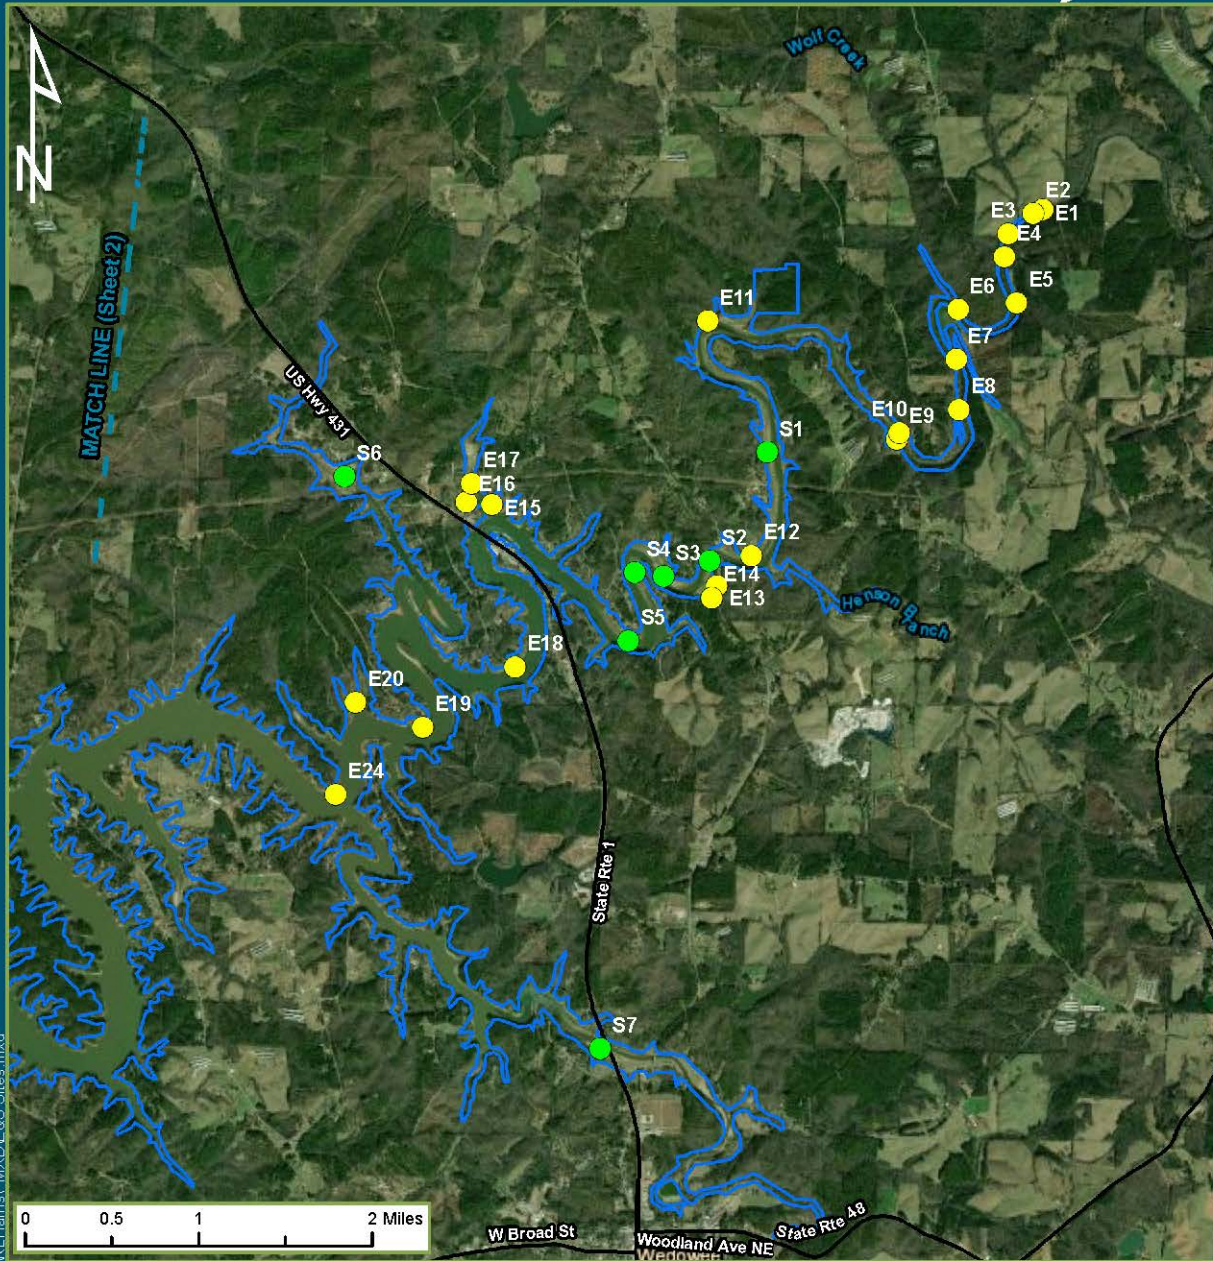 Wolf Creek
N
E2
E3
E1
E4
MATCH LINE (Sheet 2)
E5
E6
E11
E7
US Hwy 431
E8
E10
E9
S1
S6
E17
E16
E15
E12
S2
S3
S4
E14
Henson Branch
E13
S5
E18
E20
E19
E24
State Rte 1
S7
0 0.5 1 2 Miles
State Rte 48
W Broad St
Woodland Ave NE
Wedowee